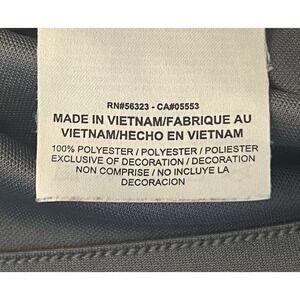 RN#56323 - CA#05553
MADE IN VIETNAM/FABRIQUE AU
VIETNAM/HECHO EN VIETNAM
100% POLYESTER / POLYESTER / POLIESTER
EXCLUSIVE OF DECORATION / DECORATION
NON COMPRISE / NO INCLUYE LA
DECORACION